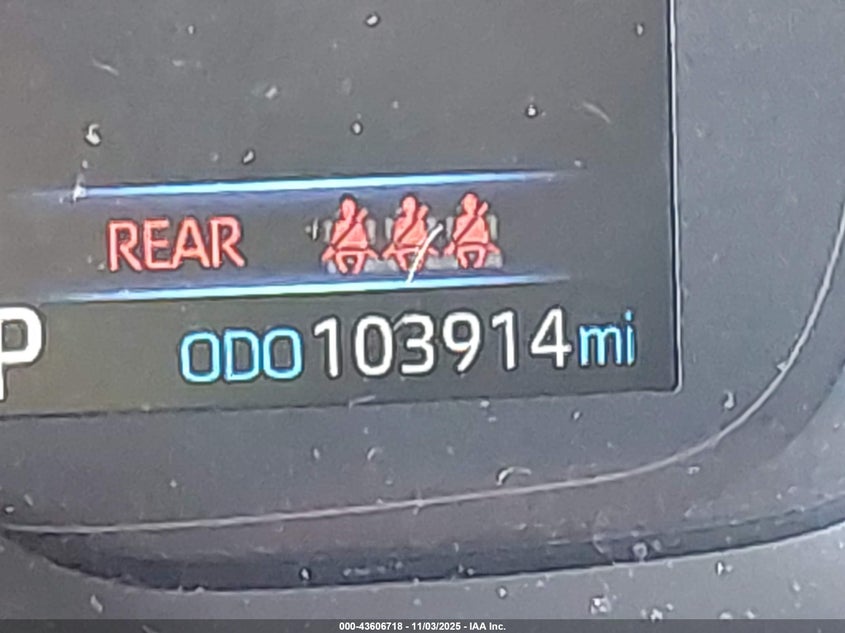 REAR
P
ODO 103914 mi
000-43606718 - 11/03/2025 - IAA Inc.